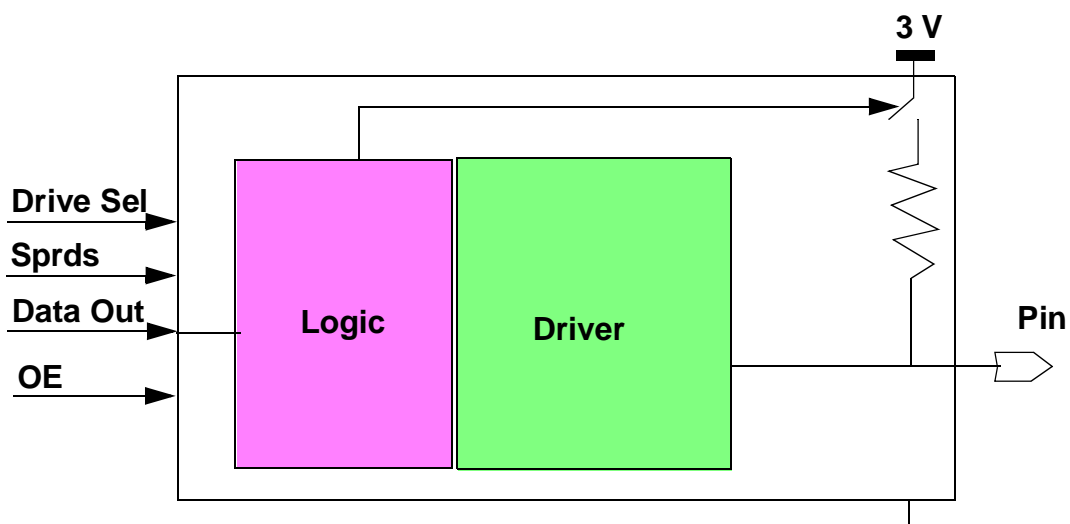 3 V
Drive Sel
Sprds
Data Out
OE
Logic
Driver
Pin